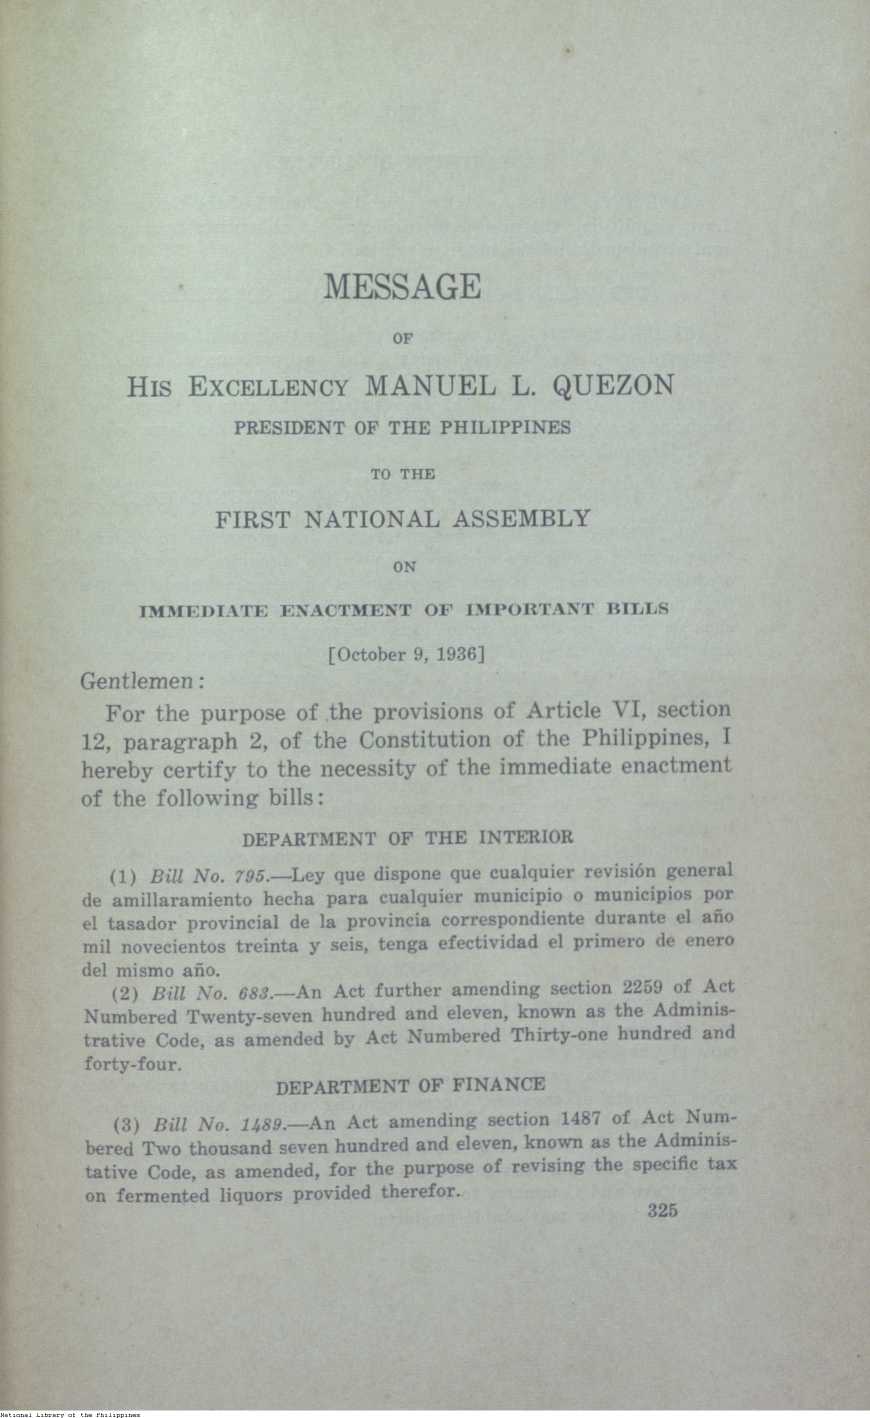 MESSAGE
OF
HIS EXCELLENCY MANUEL L. QUEZON
PRESIDENT OF THE PHILIPPINES
TO THE
FIRST NATIONAL ASSEMBLY
ON
IMMEDIATE ENACTMENT OF IMPORTANT BILLS
[October 9, 1936]
Gentlemen:
For the purpose of the provisions of Article VI, section
12, paragraph 2, of the Constitution of the Philippines, I
hereby certify to the necessity of the immediate enactment
of the following bills:
DEPARTMENT OF THE INTERIOR
(1) Bill No. 795.—Ley que dispone que cualquier revisión general
de amillaramiento hecha para cualquier municipio o municipios por
el tasador provincial de la provincia correspondiente durante el año
mil novecientos treinta y seis, tenga efectividad el primero de enero
del mismo año.
(2) Bill No. 683.—An Act further amending section 2259 of Act
Numbered Twenty-seven hundred and eleven, known as the Adminis-
trative Code, as amended by Act Numbered Thirty-one hundred and
forty-four.
DEPARTMENT OF FINANCE
(3) Bill No. 1489.—An Act amending section 1487 of Act Num-
bered Two thousand seven hundred and eleven, known as the Adminis-
tative Code, as amended, for the purpose of revising the specific tax
on fermented liquors provided therefor.
325
National Library of the Philippines